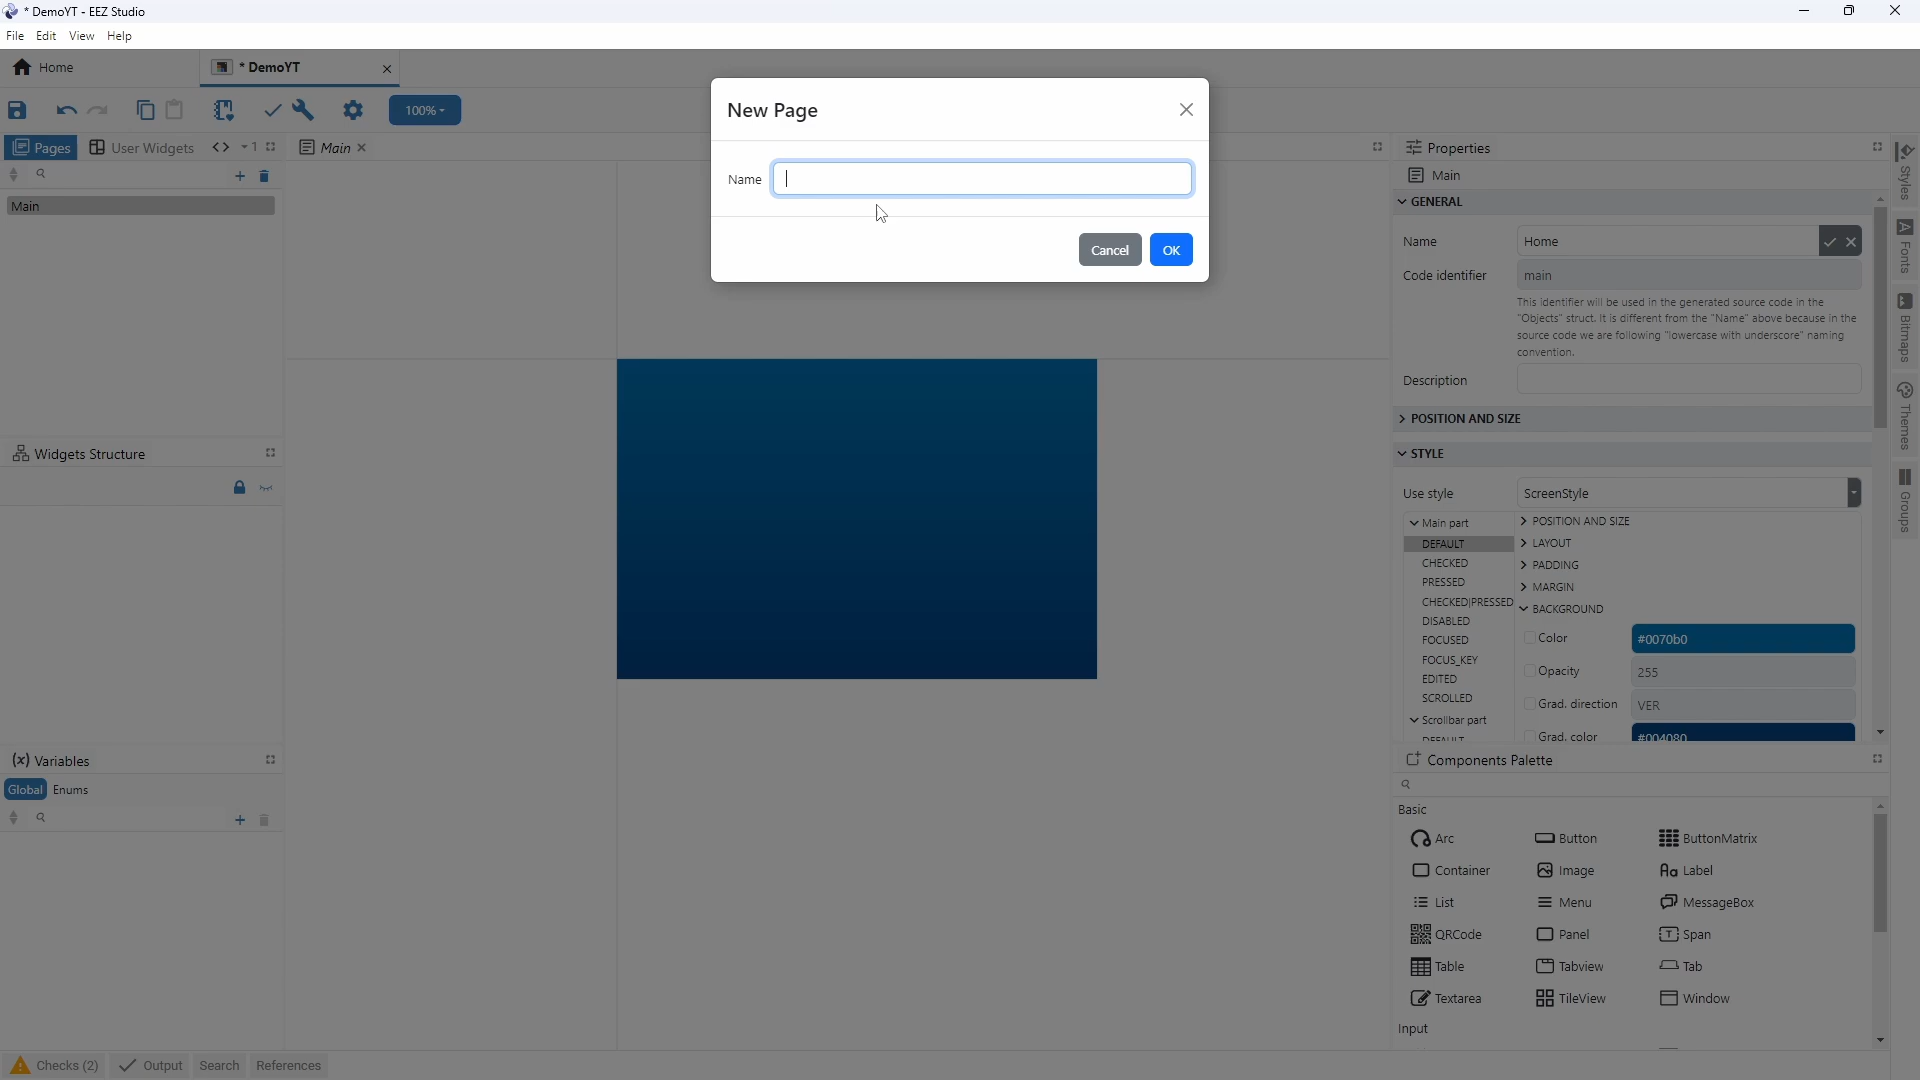 * DemoYT - EEZ Studio
File Edit View Help
Home
* DemoYT
100%
Pages
User Widgets
1
Main
Main
New Page
Name
Cancel
OK
Properties
Main
GENERAL
Name Home
Code identifier main
This identifier will be used in the generated source code in the
"Objects" struct. It is different from the "Name" above because in the
source code we are following "lowercase with underscore" naming
convention.
Description
POSITION AND SIZE
STYLE
Use style ScreenStyle
Main part
DEFAULT
CHECKED
PRESSED
CHECKED|PRESSED
DISABLED
FOCUSED
FOCUS_KEY
EDITED
SCROLLED
Scrollbar part
DEFAULT
POSITION AND SIZE
LAYOUT
PADDING
MARGIN
BACKGROUND
Color #0070b0
Opacity 255
Grad. direction VER
Grad. color #004080
Styles
Fonts
Bitmaps
Themes
Groups
Widgets Structure
(x) Variables
Global Enums
Components Palette
Basic
Arc Button ButtonMatrix
Container Image Label
List Menu MessageBox
QRCode Panel Span
Table Tabview Tab
Textarea TileView Window
Input
Checks (2) Output Search References